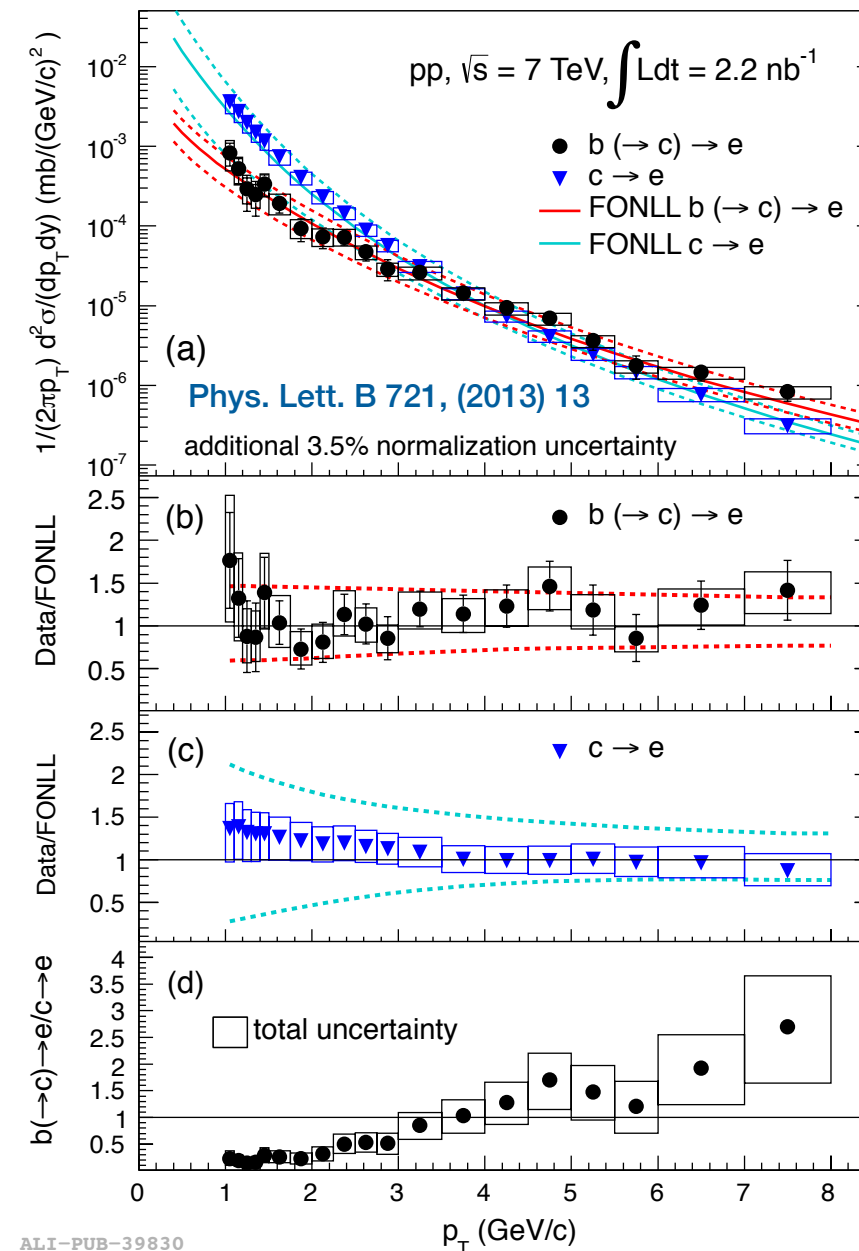 1/(2πp_T) d²σ/(dp_T dy) (mb/(GeV/c)²)
10⁻²
10⁻³
10⁻⁴
10⁻⁵
10⁻⁶
10⁻⁷
pp, √s = 7 TeV, ∫Ldt = 2.2 nb⁻¹
b (→ c) → e
c → e
FONLL b (→ c) → e
FONLL c → e
(a)
Phys. Lett. B 721, (2013) 13
additional 3.5% normalization uncertainty
Data/FONLL
2.5
2
1.5
1
0.5
(b)
b (→ c) → e
Data/FONLL
2.5
2
1.5
1
0.5
(c)
c → e
b(→c)→e/c→e
4
3.5
3
2.5
2
1.5
1
0.5
(d)
total uncertainty
0 1 2 3 4 5 6 7 8
p_T (GeV/c)
ALI−PUB−39830